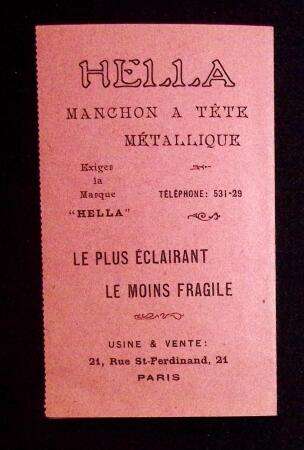 HELLA
MANCHON A TÊTE
MÉTALLIQUE
Exigez
la
Marque
"HELLA"
TÉLÉPHONE: 531-29
LE PLUS ÉCLAIRANT
LE MOINS FRAGILE
USINE & VENTE:
21, Rue St-Ferdinand, 21
PARIS